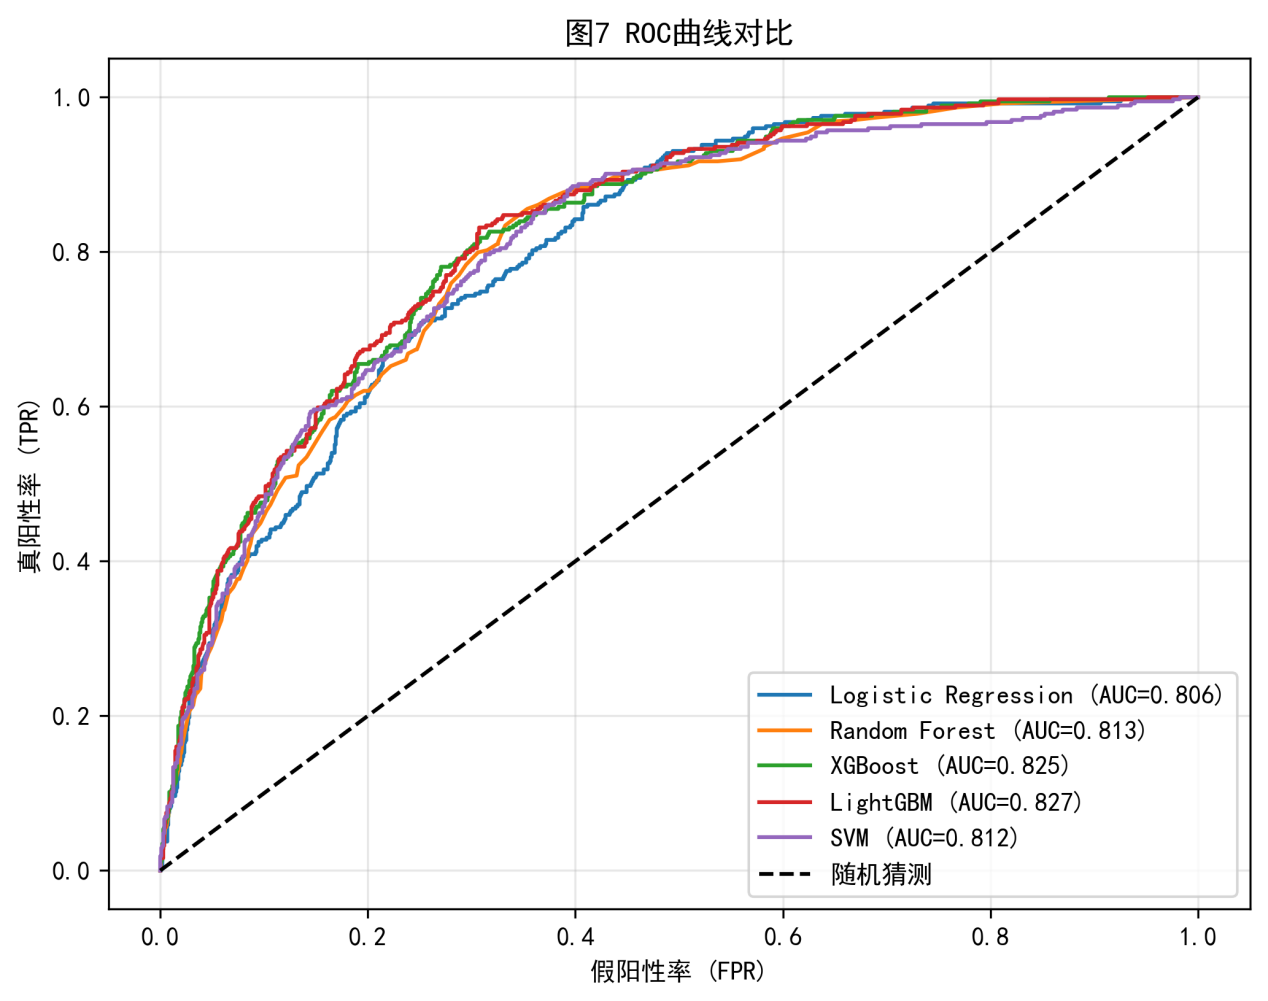 图7 ROC曲线对比
真阳性率 (TPR)
1.0
0.8
0.6
0.4
0.2
0.0
Logistic Regression (AUC=0.806)
Random Forest (AUC=0.813)
XGBoost (AUC=0.825)
LightGBM (AUC=0.827)
SVM (AUC=0.812)
随机猜测
0.0 0.2 0.4 0.6 0.8 1.0
假阳性率 (FPR)